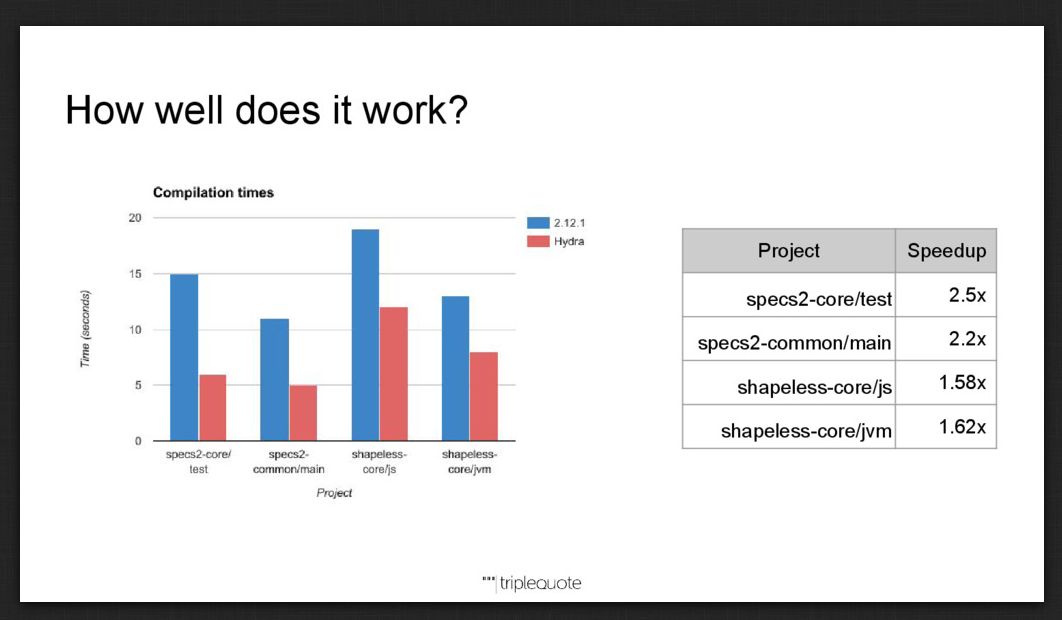 How well does it work?
Compilation times
20
15
10
5
0
Time (seconds)
specs2-core/
test
specs2-
common/main
shapeless-
core/js
shapeless-
core/jvm
Project
2.12.1
Hydra
Project Speedup
specs2-core/test 2.5x
specs2-common/main 2.2x
shapeless-core/js 1.58x
shapeless-core/jvm 1.62x
"""|triplequote